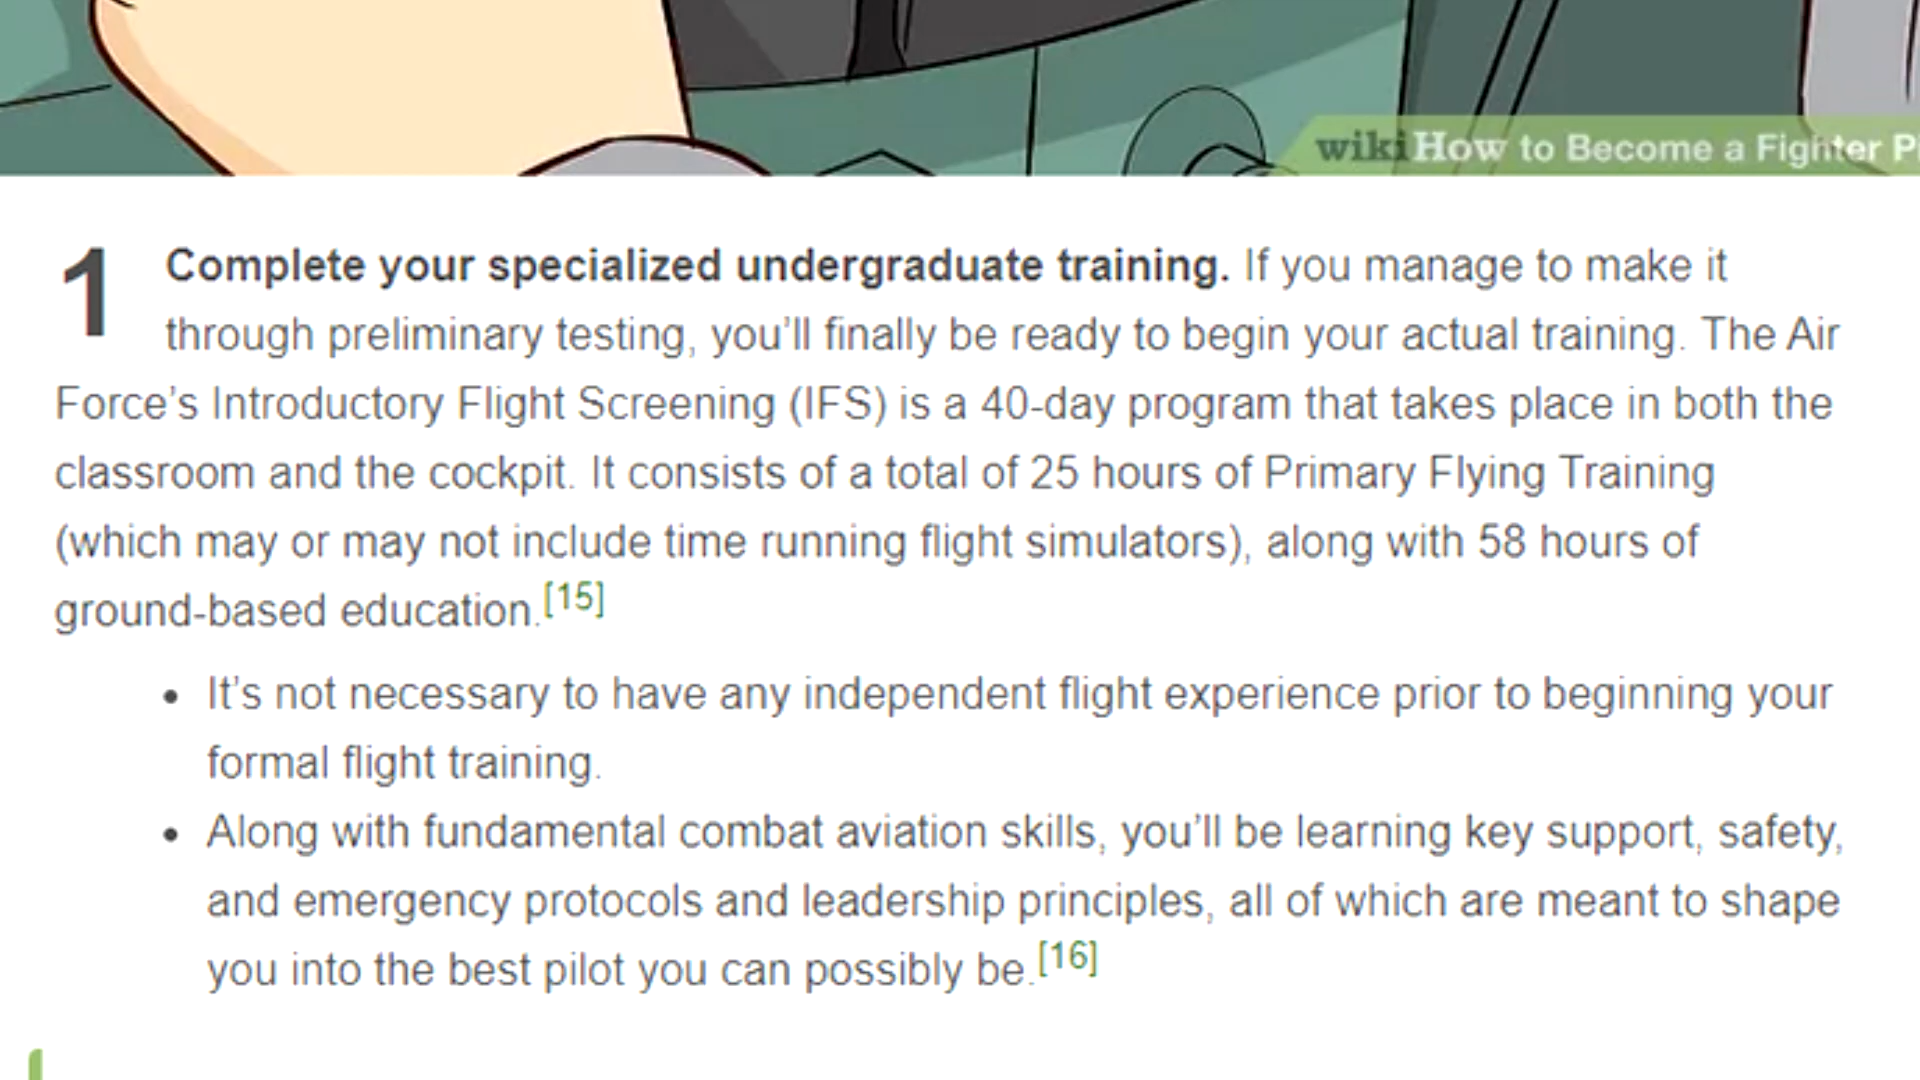 wikiHow to Become a Fighter
1
Complete your specialized undergraduate training. If you manage to make it
through preliminary testing, you’ll finally be ready to begin your actual training. The Air
Force’s Introductory Flight Screening (IFS) is a 40-day program that takes place in both the
classroom and the cockpit. It consists of a total of 25 hours of Primary Flying Training
(which may or may not include time running flight simulators), along with 58 hours of
ground-based education.[15]
• It’s not necessary to have any independent flight experience prior to beginning your
formal flight training.
• Along with fundamental combat aviation skills, you’ll be learning key support, safety,
and emergency protocols and leadership principles, all of which are meant to shape
you into the best pilot you can possibly be.[16]